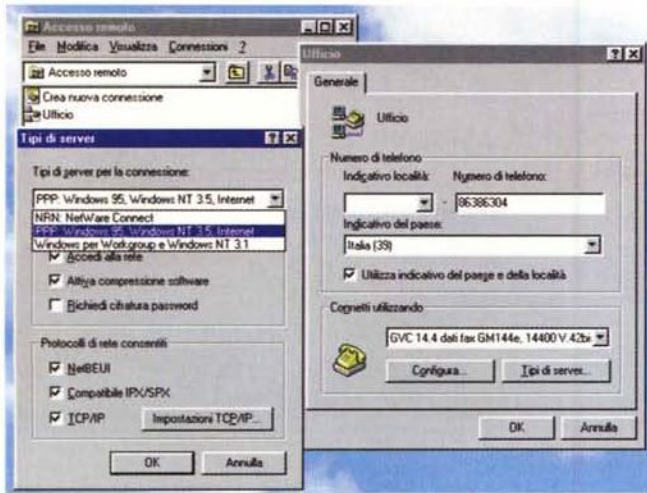 Accesso remoto
File Modifica Visualizza Connessioni ?
Accesso remoto
Crea nuova connessione
Ufficio
Tipi di server
Tipi di server per la connessione:
PPP: Windows 95, Windows NT 3.5, Internet
NRN: NetWare Connect
PPP: Windows 95, Windows NT 3.5, Internet
Windows per Workgroup e Windows NT 3.1
Accedi alla rete
Attiva compressione software
Richiedi cifratura password
Protocolli di rete consentiti
NetBEUI
Compatibile IPX/SPX
TCP/IP
Impostazioni TCP/IP...
OK Annulla
Ufficio
Generale
Ufficio
Numero di telefono
Indicativo località: Numero di telefono:
- 86386304
Indicativo del paese:
Italia (39)
Utilizza indicativo del paese e della località
Connetti utilizzando
GVC 14.4 dati fax GM144e, 14400 V.42bi
Configura... Tipi di server...
OK Annulla